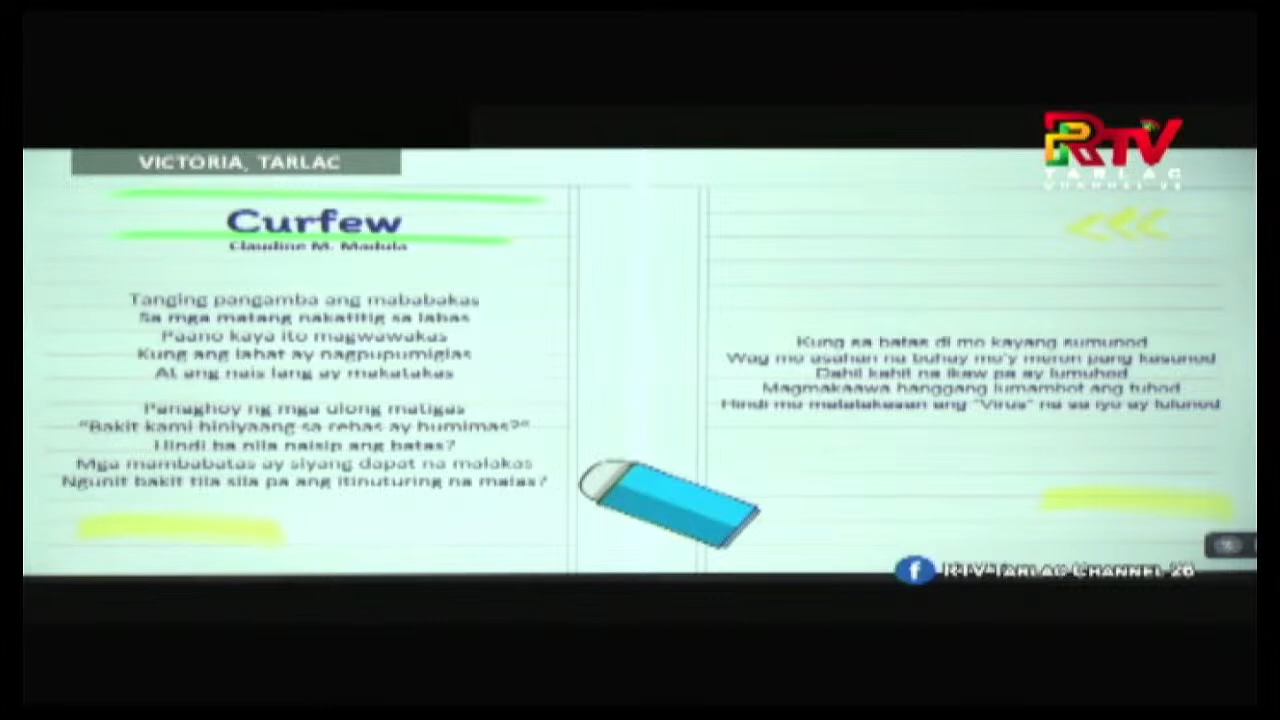 VICTORIA, TARLAC
RTV
TARLAC
CHANNEL 26
Curfew
Claudine M. Madula
Tanging pangamba ang mababakas
Sa mga matang nakatitig sa labas
Paano kaya ito magwawakas
Kung ang lahat ay nagpupumiglas
At ang nais lang ay makatakas
Panaghoy ng mga ulong matigas
"Bakit kami hiniyaang sa rehas ay humimas?"
Hindi ba nila naisip ang batas?
Mga mambabatas ay siyang dapat na malakas
Ngunit bakit tila sila pa ang itinuturing na malas?
Kung sa batas di mo kayang sumunod
Wag mo asahan na buhay mo'y meron pang kasunod
Dahil kahit na ikaw pa ay lumuhod
Magmakaawa hanggang lumambot ang tuhod
Hindi mo matatakasan ang "Virus" na sa iyo ay lulunod
RTV Tarlac Channel 26